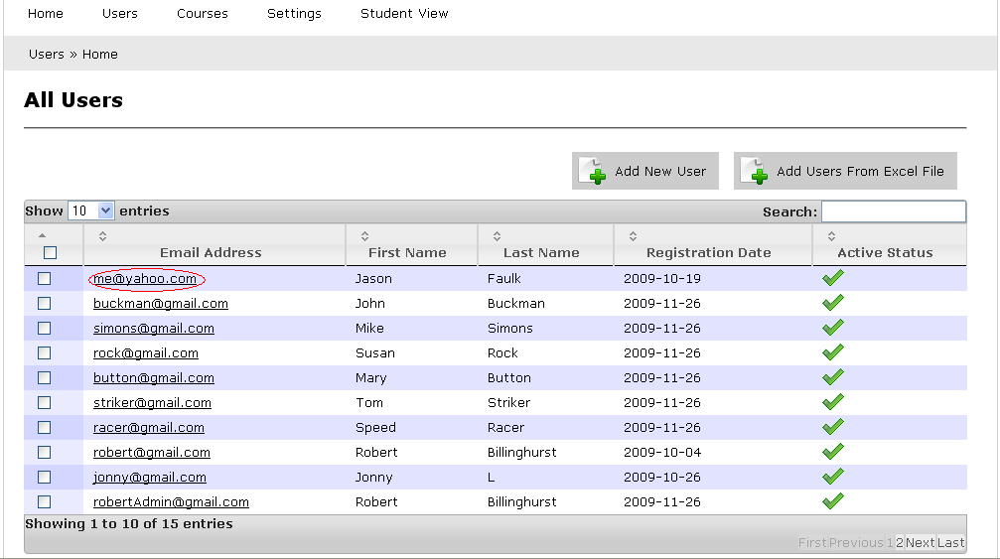 Home Users Courses Settings Student View
Users » Home
All Users
Add New User Add Users From Excel File
Show 10 entries Search:
Email Address First Name Last Name Registration Date Active Status
me@yahoo.com Jason Faulk 2009-10-19
buckman@gmail.com John Buckman 2009-11-26
simons@gmail.com Mike Simons 2009-11-26
rock@gmail.com Susan Rock 2009-11-26
button@gmail.com Mary Button 2009-11-26
striker@gmail.com Tom Striker 2009-11-26
racer@gmail.com Speed Racer 2009-11-26
robert@gmail.com Robert Billinghurst 2009-10-04
jonny@gmail.com Jonny L 2009-10-26
robertAdmin@gmail.com Robert Billinghurst 2009-11-26
Showing 1 to 10 of 15 entries
First Previous 1 2 Next Last